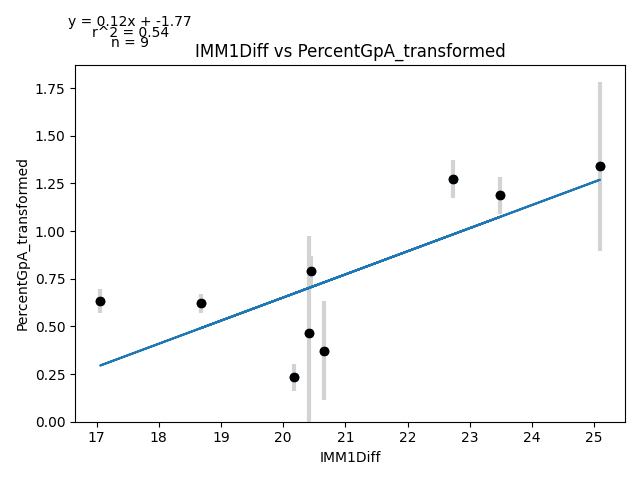 y = 0.12x + -1.77
r^2 = 0.54
n = 9
IMM1Diff vs PercentGpA_transformed
1.75
1.50
1.25
1.00
0.75
0.50
0.25
0.00
PercentGpA_transformed
17 18 19 20 21 22 23 24 25
IMM1Diff